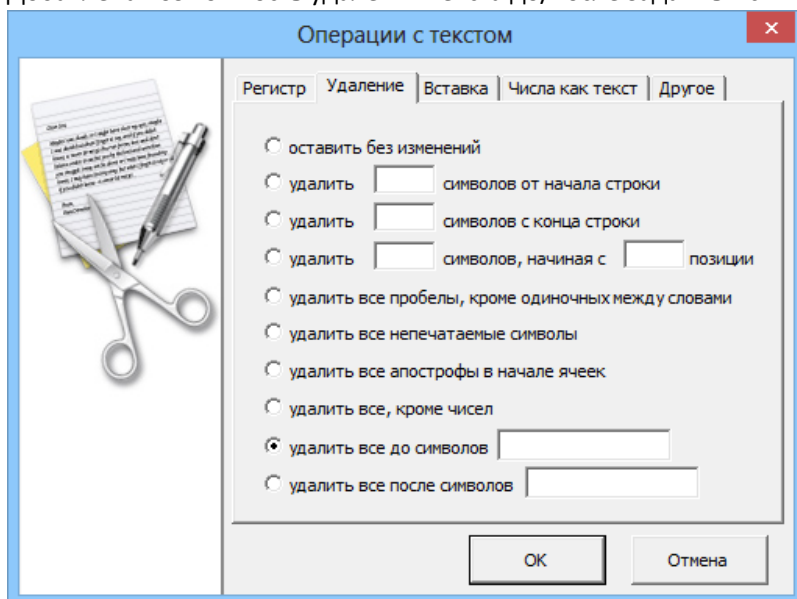 Операции с текстом
Регистр Удаление Вставка Числа как текст Другое
оставить без изменений
удалить символов от начала строки
удалить символов с конца строки
удалить символов, начиная с позиции
удалить все пробелы, кроме одиночных между словами
удалить все непечатаемые символы
удалить все апострофы в начале ячеек
удалить все, кроме чисел
удалить все до символов
удалить все после символов
OK Отмена